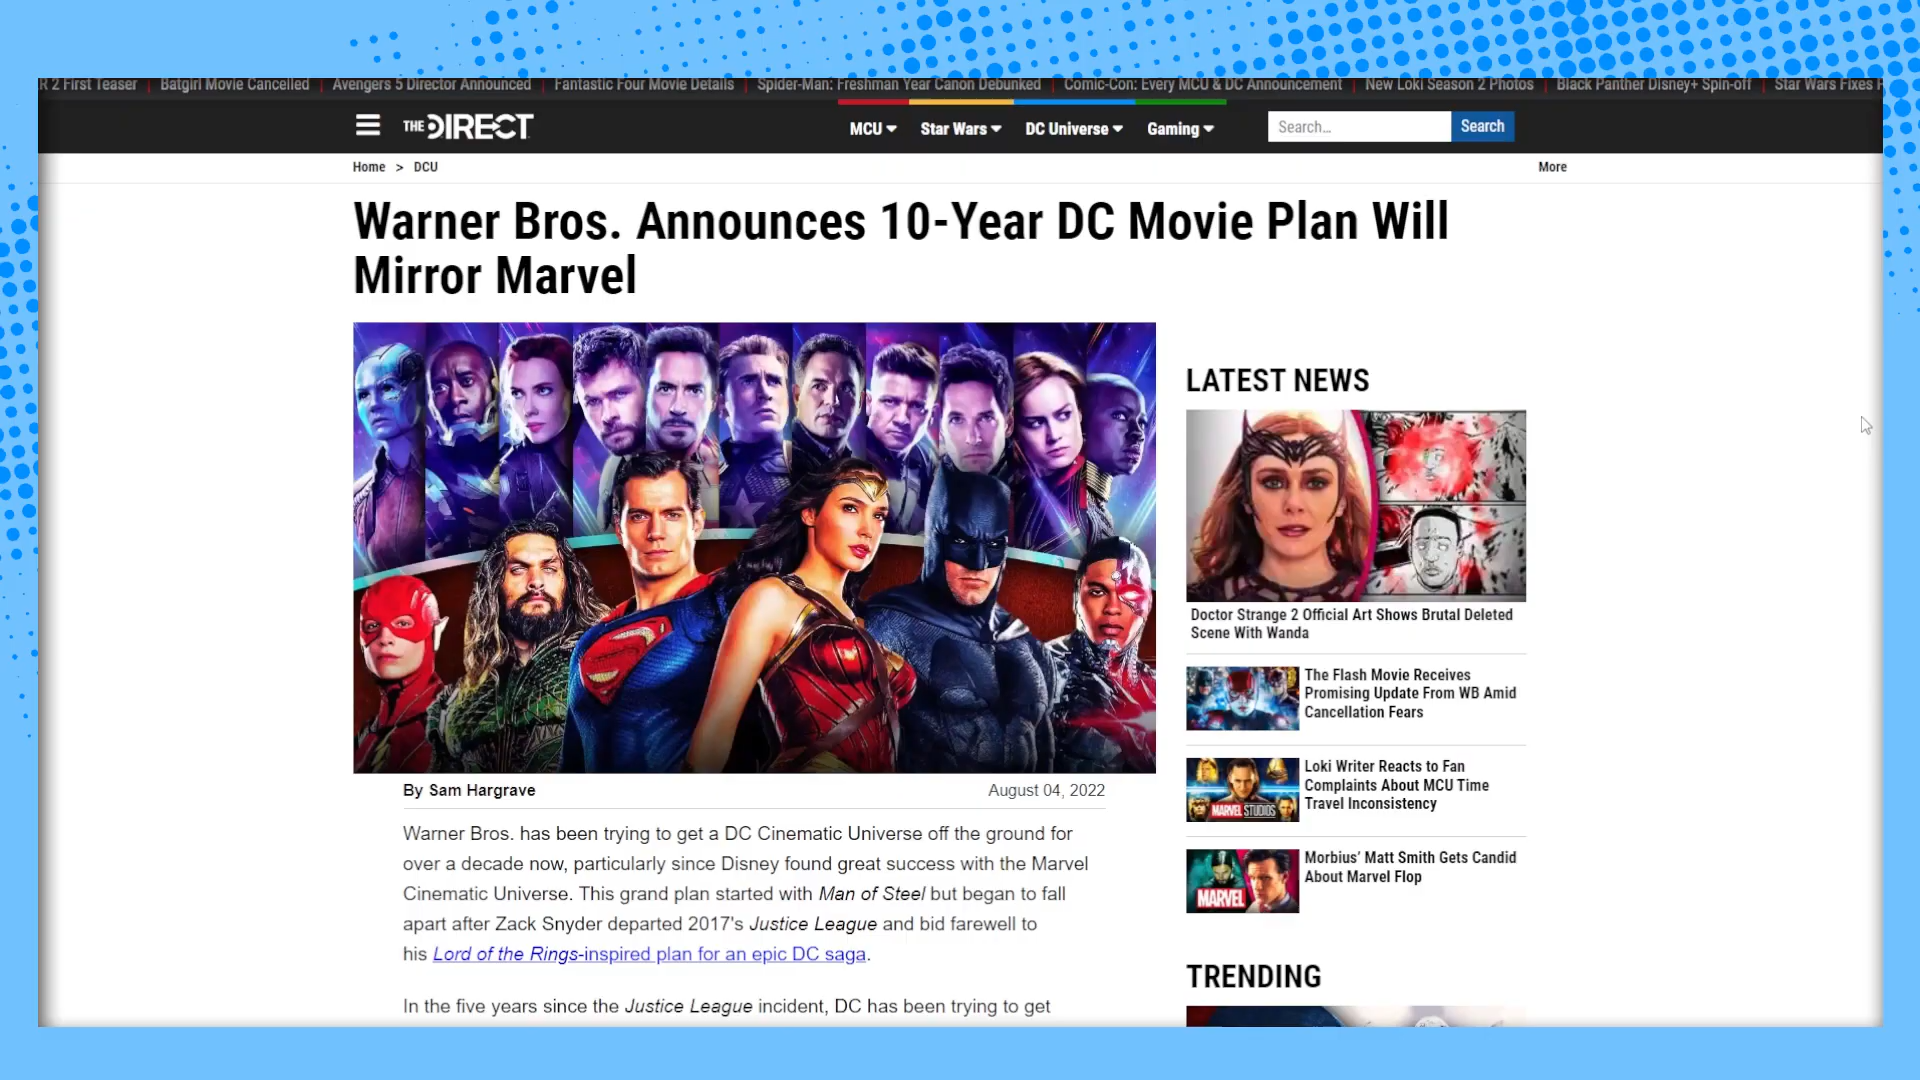 R 2 First Teaser | Batgirl Movie Cancelled | Avengers 5 Director Announced | Fantastic Four Movie Details | Spider-Man: Freshman Year Canon Debunked | Comic-Con: Every MCU & DC Announcement | New Loki Season 2 Photos | Black Panther Disney+ Spin-off | Star Wars Fixes
THE DIRECT
MCU Star Wars DC Universe Gaming
Search... Search
Home > DCU
More
Warner Bros. Announces 10-Year DC Movie Plan Will
Mirror Marvel
By Sam Hargrave
August 04, 2022
Warner Bros. has been trying to get a DC Cinematic Universe off the ground for
over a decade now, particularly since Disney found great success with the Marvel
Cinematic Universe. This grand plan started with Man of Steel but began to fall
apart after Zack Snyder departed 2017's Justice League and bid farewell to
his Lord of the Rings-inspired plan for an epic DC saga.
In the five years since the Justice League incident, DC has been trying to get
LATEST NEWS
Doctor Strange 2 Official Art Shows Brutal Deleted
Scene With Wanda
The Flash Movie Receives
Promising Update From WB Amid
Cancellation Fears
MARVEL STUDIOS
Loki Writer Reacts to Fan
Complaints About MCU Time
Travel Inconsistency
MARVEL
Morbius' Matt Smith Gets Candid
About Marvel Flop
TRENDING